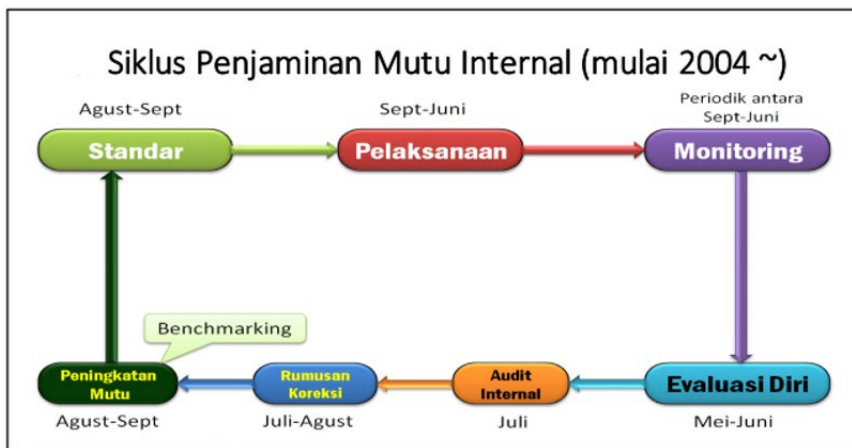 Siklus Penjaminan Mutu Internal (mulai 2004 ~)
Agust-Sept
Standar
Sept-Juni
Pelaksanaan
Periodik antara
Sept-Juni
Monitoring
Benchmarking
Peningkatan
Mutu
Agust-Sept
Rumusan
Koreksi
Juli-Agust
Audit
Internal
Juli
Evaluasi Diri
Mei-Juni